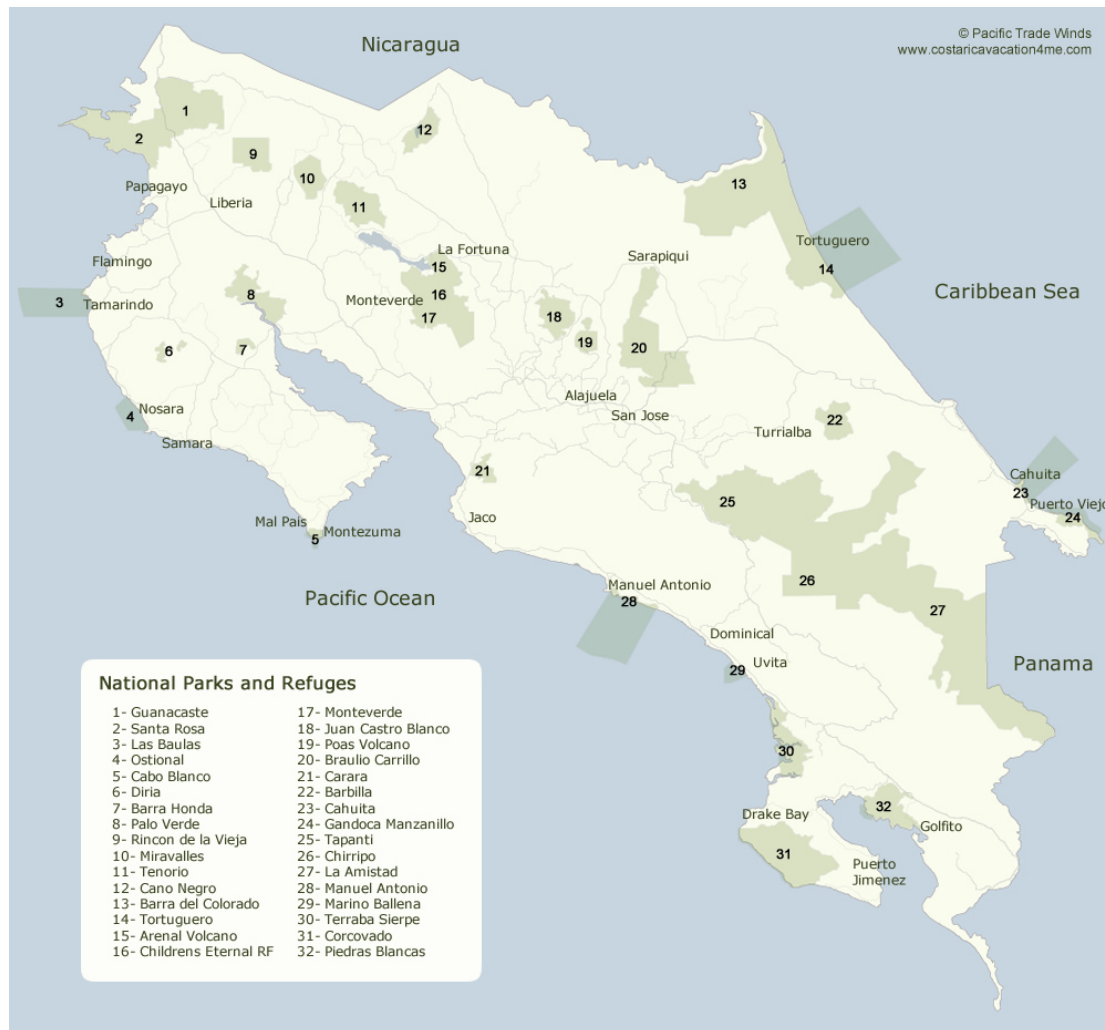 © Pacific Trade Winds
www.costaricavacation4me.com
Nicaragua
1
12
2
9
10
13
Papagayo
11
Liberia
Tortuguero
La Fortuna
Sarapiqui
Flamingo
15
14
Caribbean Sea
3
Tamarindo
8
Monteverde
16
17
18
19
20
6
7
Alajuela
4
Nosara
San Jose
22
Samara
Turrialba
21
Cahuita
23
25
Puerto Viejo
24
Mal Pais
Jaco
5
Montezuma
26
Manuel Antonio
Pacific Ocean
28
27
Dominical
29
Uvita
Panama
30
32
Drake Bay
Golfito
31
Puerto
Jimenez
National Parks and Refuges
1- Guanacaste
2- Santa Rosa
3- Las Baulas
4- Ostional
5- Cabo Blanco
6- Diria
7- Barra Honda
8- Palo Verde
9- Rincon de la Vieja
10- Miravalles
11- Tenorio
12- Cano Negro
13- Barra del Colorado
14- Tortuguero
15- Arenal Volcano
16- Childrens Eternal RF
17- Monteverde
18- Juan Castro Blanco
19- Poas Volcano
20- Braulio Carrillo
21- Carara
22- Barbilla
23- Cahuita
24- Gandoca Manzanillo
25- Tapanti
26- Chirripo
27- La Amistad
28- Manuel Antonio
29- Marino Ballena
30- Terraba Sierpe
31- Corcovado
32- Piedras Blancas